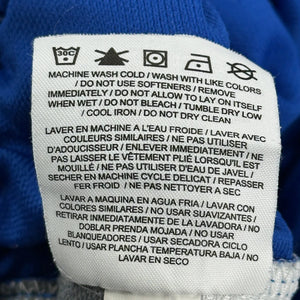 30C
MACHINE WASH COLD / WASH WITH LIKE COLORS
/ DO NOT USE SOFTENERS / REMOVE
IMMEDIATELY / DO NOT ALLOW TO LAY ON ITSELF
WHEN WET / DO NOT BLEACH / TUMBLE DRY LOW
/ COOL IRON / DO NOT DRY CLEAN
LAVER EN MACHINE A L'EAU FROIDE / LAVER AVEC
COULEURS SIMILAIRES / NE PAS UTILISER
D'ADOUCISSEUR / ENLEVER IMMÉDIATEMENT / NE
PAS LAISSER LE VÊTEMENT PLIÉ LORSQU'IL EST
MOUILLÉ / NE PAS UTILISER D'EAU DE JAVEL /
SECHER EN MACHINE CYCLE DELICAT / REPASSER
FER FROID / NE PAS NETTOYER A SEC
LAVAR A MAQUINA EN AGUA FRIA / LAVAR CON
COLORES SIMILARES / NO USAR SUAVIZANTES /
RETIRAR INMEDIATAMENTE DE LA LAVADORA / NO
DOBLAR PRENDA MOJADA / NO USAR
BLANQUEADORES / USAR SECADORA CICLO
LENTO / USAR PLANCHA TEMPERATURA BAJA / NO
LAVAR EN SECO